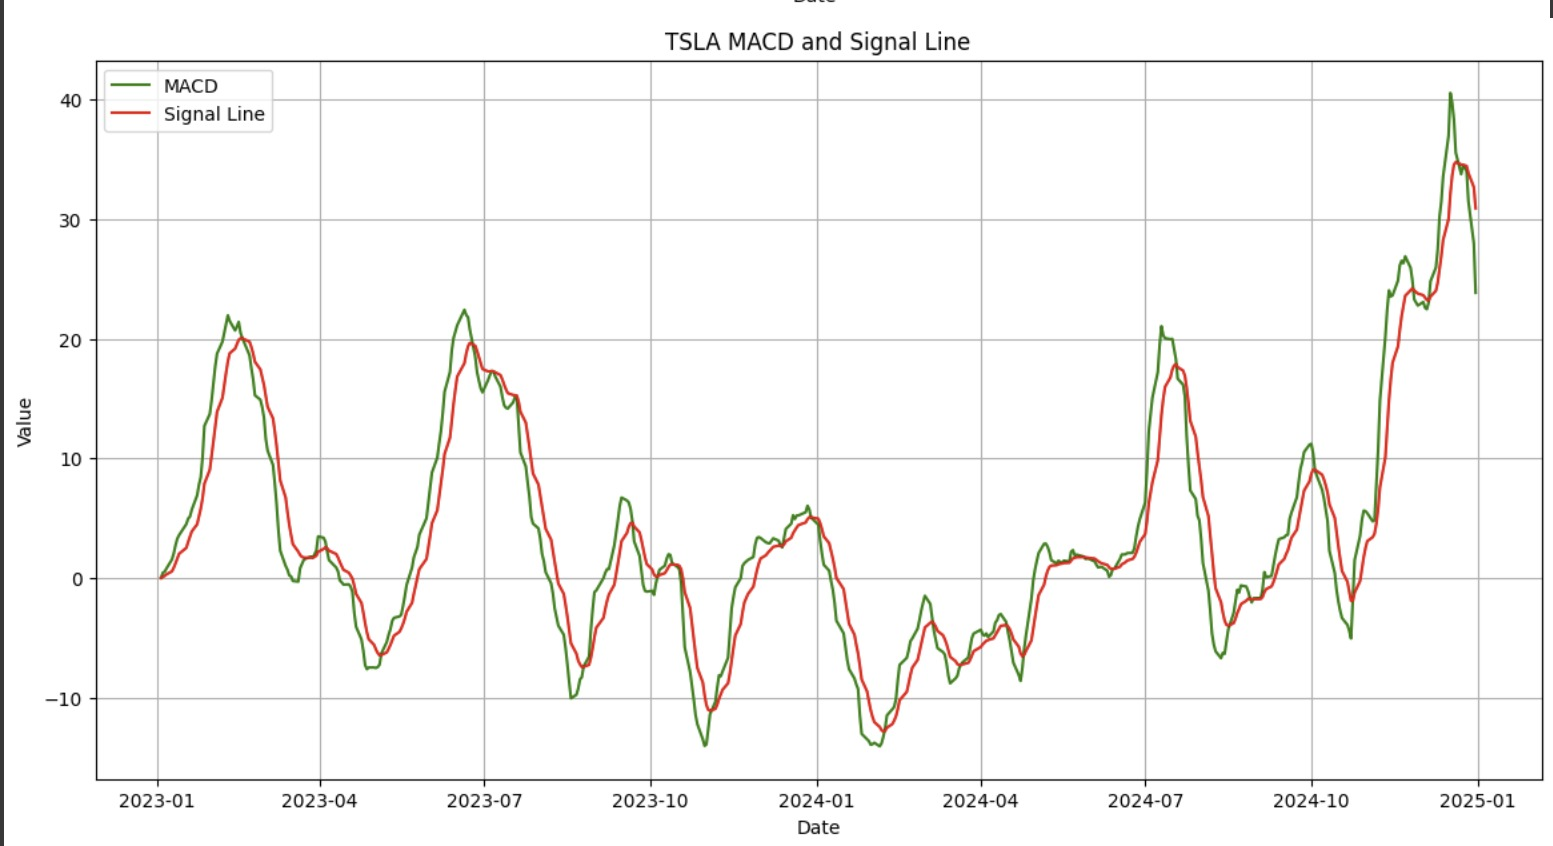 Date
TSLA MACD and Signal Line
MACD
Signal Line
40
30
20
10
0
−10
Value
2023-01 2023-04 2023-07 2023-10 2024-01 2024-04 2024-07 2024-10 2025-01
Date